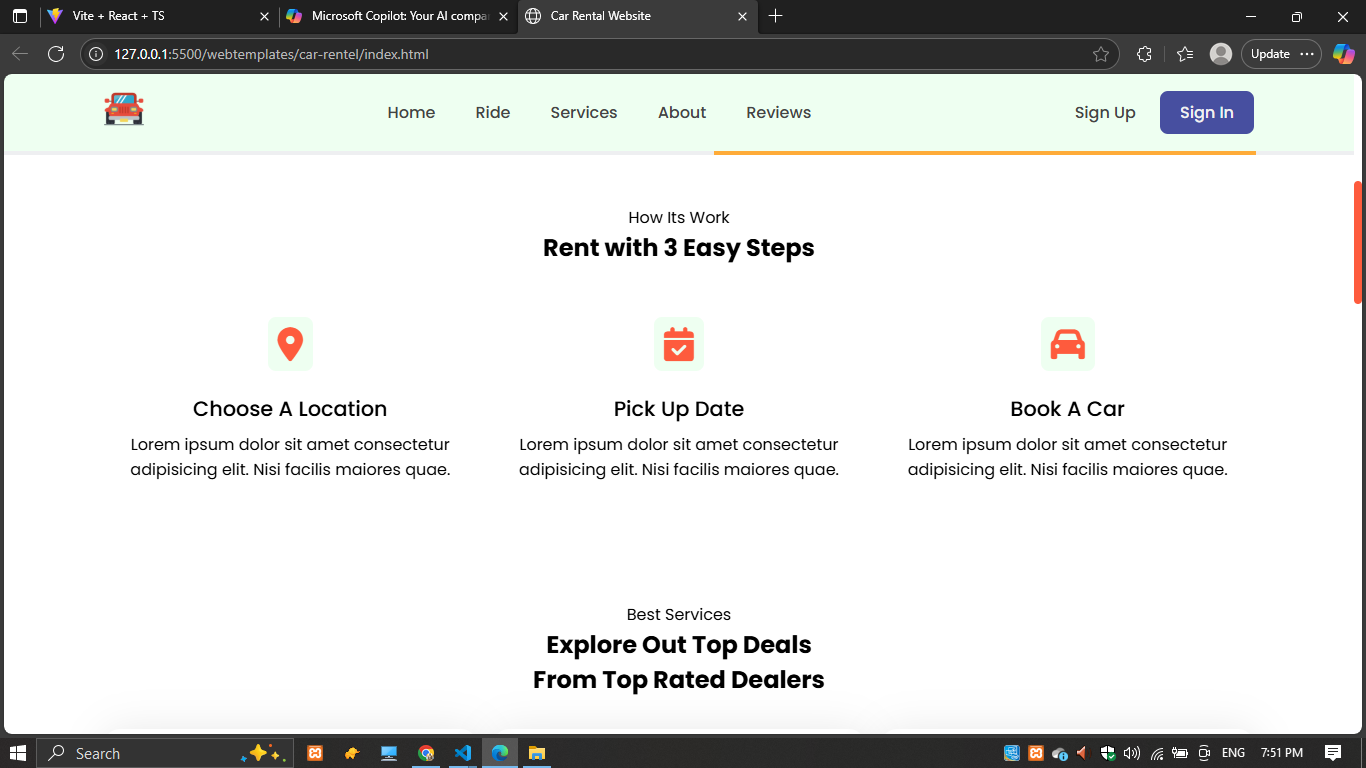 Vite + React + TS
Microsoft Copilot: Your AI compa
Car Rental Website
127.0.0.1:5500/webtemplates/car-rentel/index.html
Update
Home Ride Services About Reviews Sign Up Sign In
How Its Work
Rent with 3 Easy Steps
Choose A Location
Lorem ipsum dolor sit amet consectetur
adipisicing elit. Nisi facilis maiores quae.
Pick Up Date
Lorem ipsum dolor sit amet consectetur
adipisicing elit. Nisi facilis maiores quae.
Book A Car
Lorem ipsum dolor sit amet consectetur
adipisicing elit. Nisi facilis maiores quae.
Best Services
Explore Out Top Deals
From Top Rated Dealers
Search
ENG
7:51 PM